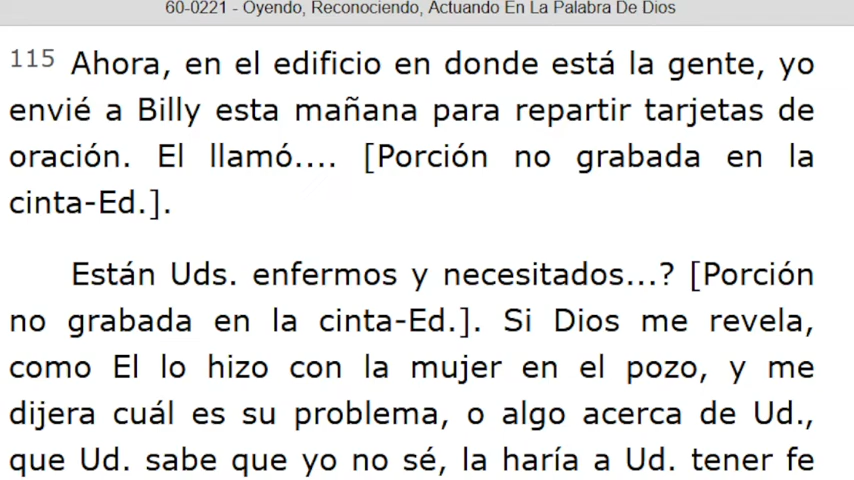 60-0221 - Oyendo, Reconociendo, Actuando En La Palabra De Dios
115 Ahora, en el edificio en donde está la gente, yo
envié a Billy esta mañana para repartir tarjetas de
oración. El llamó.... [Porción no grabada en la
cinta-Ed.].
Están Uds. enfermos y necesitados...? [Porción
no grabada en la cinta-Ed.]. Si Dios me revela,
como El lo hizo con la mujer en el pozo, y me
dijera cuál es su problema, o algo acerca de Ud.,
que Ud. sabe que yo no sé, la haría a Ud. tener fe